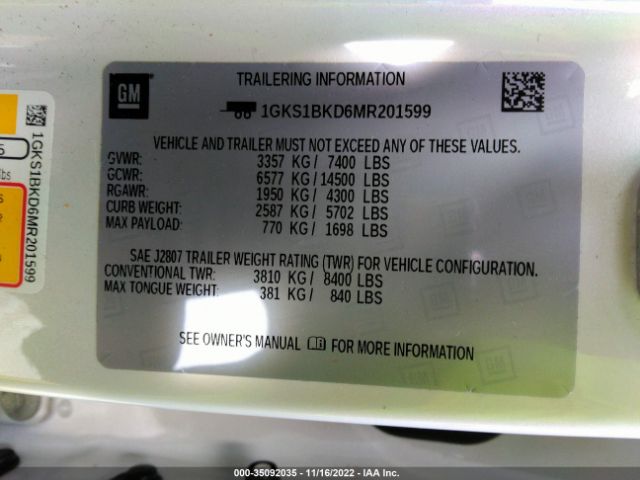 GM
TRAILERING INFORMATION
1GKS1BKD6MR201599
VEHICLE AND TRAILER MUST NOT EXCEED ANY OF THESE VALUES.
GVWR: 3357 KG / 7400 LBS
GCWR: 6577 KG / 14500 LBS
RGAWR: 1950 KG / 4300 LBS
CURB WEIGHT: 2587 KG / 5702 LBS
MAX PAYLOAD: 770 KG / 1698 LBS
SAE J2807 TRAILER WEIGHT RATING (TWR) FOR VEHICLE CONFIGURATION.
CONVENTIONAL TWR: 3810 KG / 8400 LBS
MAX TONGUE WEIGHT: 381 KG / 840 LBS
SEE OWNER'S MANUAL FOR MORE INFORMATION
1GKS1BKD6MR201599
lbs
000-35092035 - 11/16/2022 - IAA Inc.